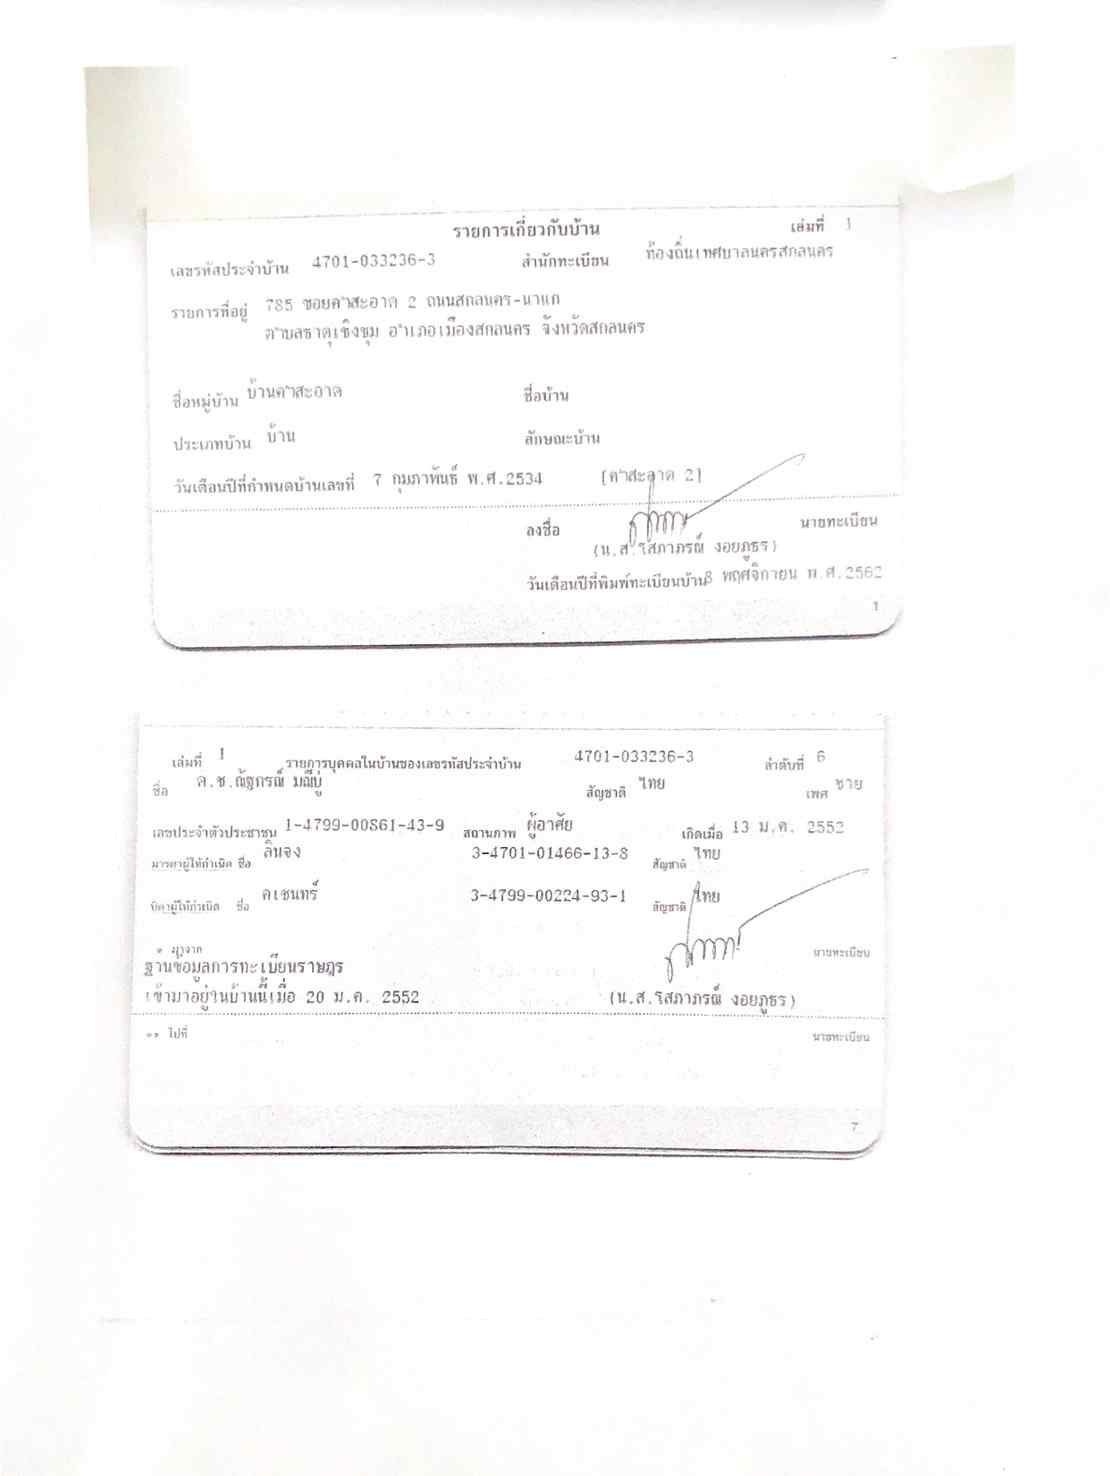 รายการเกี่ยวกับบ้าน เล่มที่ 1
เลขรหัสประจำบ้าน 4701-033236-3 สำนักทะเบียน ท้องถิ่นเทศบาลนครสกลนคร
รายการที่อยู่ 785 ซอยคำสะอาด 2 ถนนสกลนคร-นาแก
ตำบลธาตุเชิงชุม อำเภอเมืองสกลนคร จังหวัดสกลนคร
ชื่อหมู่บ้าน บ้านคำสะอาด ชื่อบ้าน
ประเภทบ้าน บ้าน ลักษณะบ้าน
วันเดือนปีที่กำหนดบ้านเลขที่ 7 กุมภาพันธ์ พ.ศ.2534 [คำสะอาด 2]
ลงชื่อ นายทะเบียน
(น.ส.วิสภาภรณ์ งอยภูธร)
วันเดือนปีที่พิมพ์ทะเบียนบ้าน 8 พฤศจิกายน พ.ศ.2562
1
เล่มที่ 1 รายการบุคคลในบ้านของเลขรหัสประจำบ้าน 4701-033236-3 ลำดับที่ 6
ชื่อ ด.ช.ณัฐกรณ์ มณีบู่ สัญชาติ ไทย เพศ ชาย
เลขประจำตัวประชาชน 1-4799-00861-43-9 สถานภาพ ผู้อาศัย เกิดเมื่อ 13 ม.ค. 2552
มารดาผู้ให้กำเนิด ชื่อ ลินจง 3-4701-01466-13-8 สัญชาติ ไทย
บิดาผู้ให้กำเนิด ชื่อ คเชนทร์ 3-4799-00224-93-1 สัญชาติ ไทย
* มาจาก
ฐานข้อมูลการทะเบียนราษฎร นายทะเบียน
เข้ามาอยู่ในบ้านนี้เมื่อ 20 ม.ค. 2552 (น.ส.วิสภาภรณ์ งอยภูธร)
** ไปที่ นายทะเบียน
7